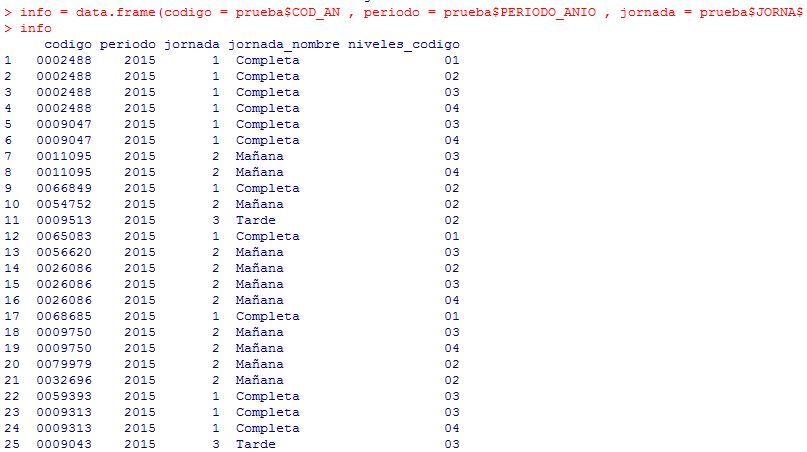 > info = data.frame(codigo = prueba$COD_AN , periodo = prueba$PERIODO_ANIO , jornada = prueba$JORNA$
> info
codigo periodo jornada jornada_nombre niveles_codigo
1 0002488 2015 1 Completa 01
2 0002488 2015 1 Completa 02
3 0002488 2015 1 Completa 03
4 0002488 2015 1 Completa 04
5 0009047 2015 1 Completa 03
6 0009047 2015 1 Completa 04
7 0011095 2015 2 Mañana 03
8 0011095 2015 2 Mañana 04
9 0066849 2015 1 Completa 02
10 0054752 2015 2 Mañana 02
11 0009513 2015 3 Tarde 02
12 0065083 2015 1 Completa 01
13 0056620 2015 2 Mañana 03
14 0026086 2015 2 Mañana 02
15 0026086 2015 2 Mañana 03
16 0026086 2015 2 Mañana 04
17 0068685 2015 1 Completa 01
18 0009750 2015 2 Mañana 03
19 0009750 2015 2 Mañana 04
20 0079979 2015 2 Mañana 02
21 0032696 2015 2 Mañana 02
22 0059393 2015 1 Completa 03
23 0009313 2015 1 Completa 03
24 0009313 2015 1 Completa 04
25 0009043 2015 3 Tarde 03